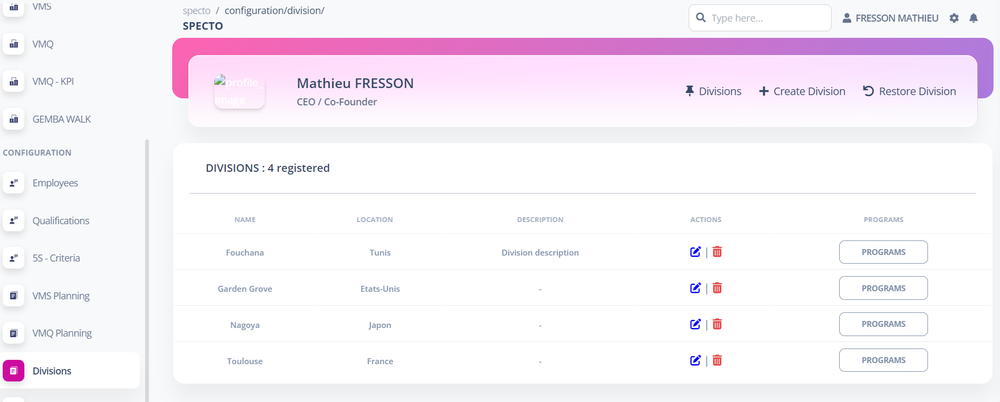 VMS
VMQ
VMQ - KPI
GEMBA WALK
CONFIGURATION
Employees
Qualifications
5S - Criteria
VMS Planning
VMQ Planning
Divisions
specto / configuration/division/
SPECTO
Type here...
FRESSON MATHIEU
profile_
image
Mathieu FRESSON
CEO / Co-Founder
Divisions
Create Division
Restore Division
DIVISIONS : 4 registered
NAME LOCATION DESCRIPTION ACTIONS PROGRAMS
Fouchana Tunis Division description | PROGRAMS
Garden Grove Etats-Unis - | PROGRAMS
Nagoya Japon - | PROGRAMS
Toulouse France - | PROGRAMS